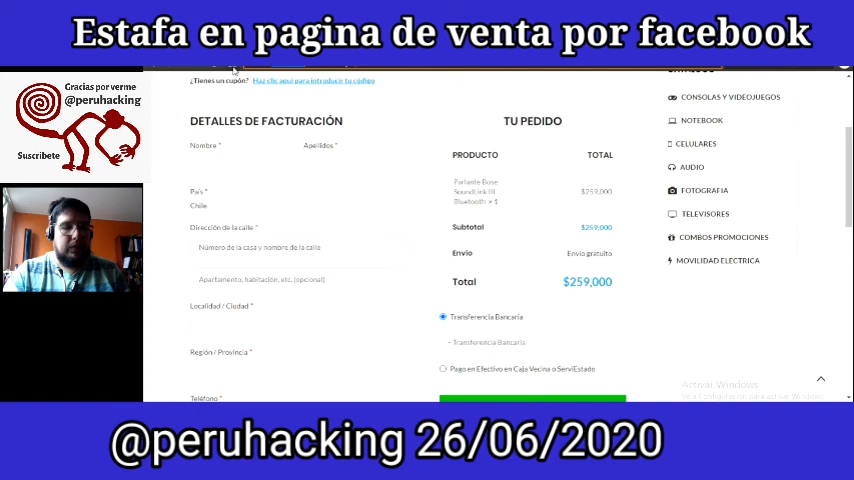 Estafa en pagina de venta por facebook
Gracias por verme
@peruhacking
Suscribete
¿Tienes un cupón? Haz clic aquí para introducir tu código
DETALLES DE FACTURACIÓN
Nombre *
Apellidos *
País *
Chile
Dirección de la calle *
Número de la casa y nombre de la calle
Apartamento, habitación, etc. (opcional)
Localidad / Ciudad *
Región / Provincia *
Teléfono *
TU PEDIDO
PRODUCTO TOTAL
Parlante Bose
SoundLink III
Bluetooth × 1
$259,000
Subtotal $259,000
Envío Envío gratuito
Total $259,000
Transferencia Bancaria
- Transferencia Bancaria
Pago en Efectivo en Caja Vecina o ServiEstado
CONSOLAS Y VIDEOJUEGOS
NOTEBOOK
CELULARES
AUDIO
FOTOGRAFIA
TELEVISORES
COMBOS PROMOCIONES
MOVILIDAD ELECTRICA
Activar Windows
Ve a Configuración para activar Windows.
@peruhacking 26/06/2020